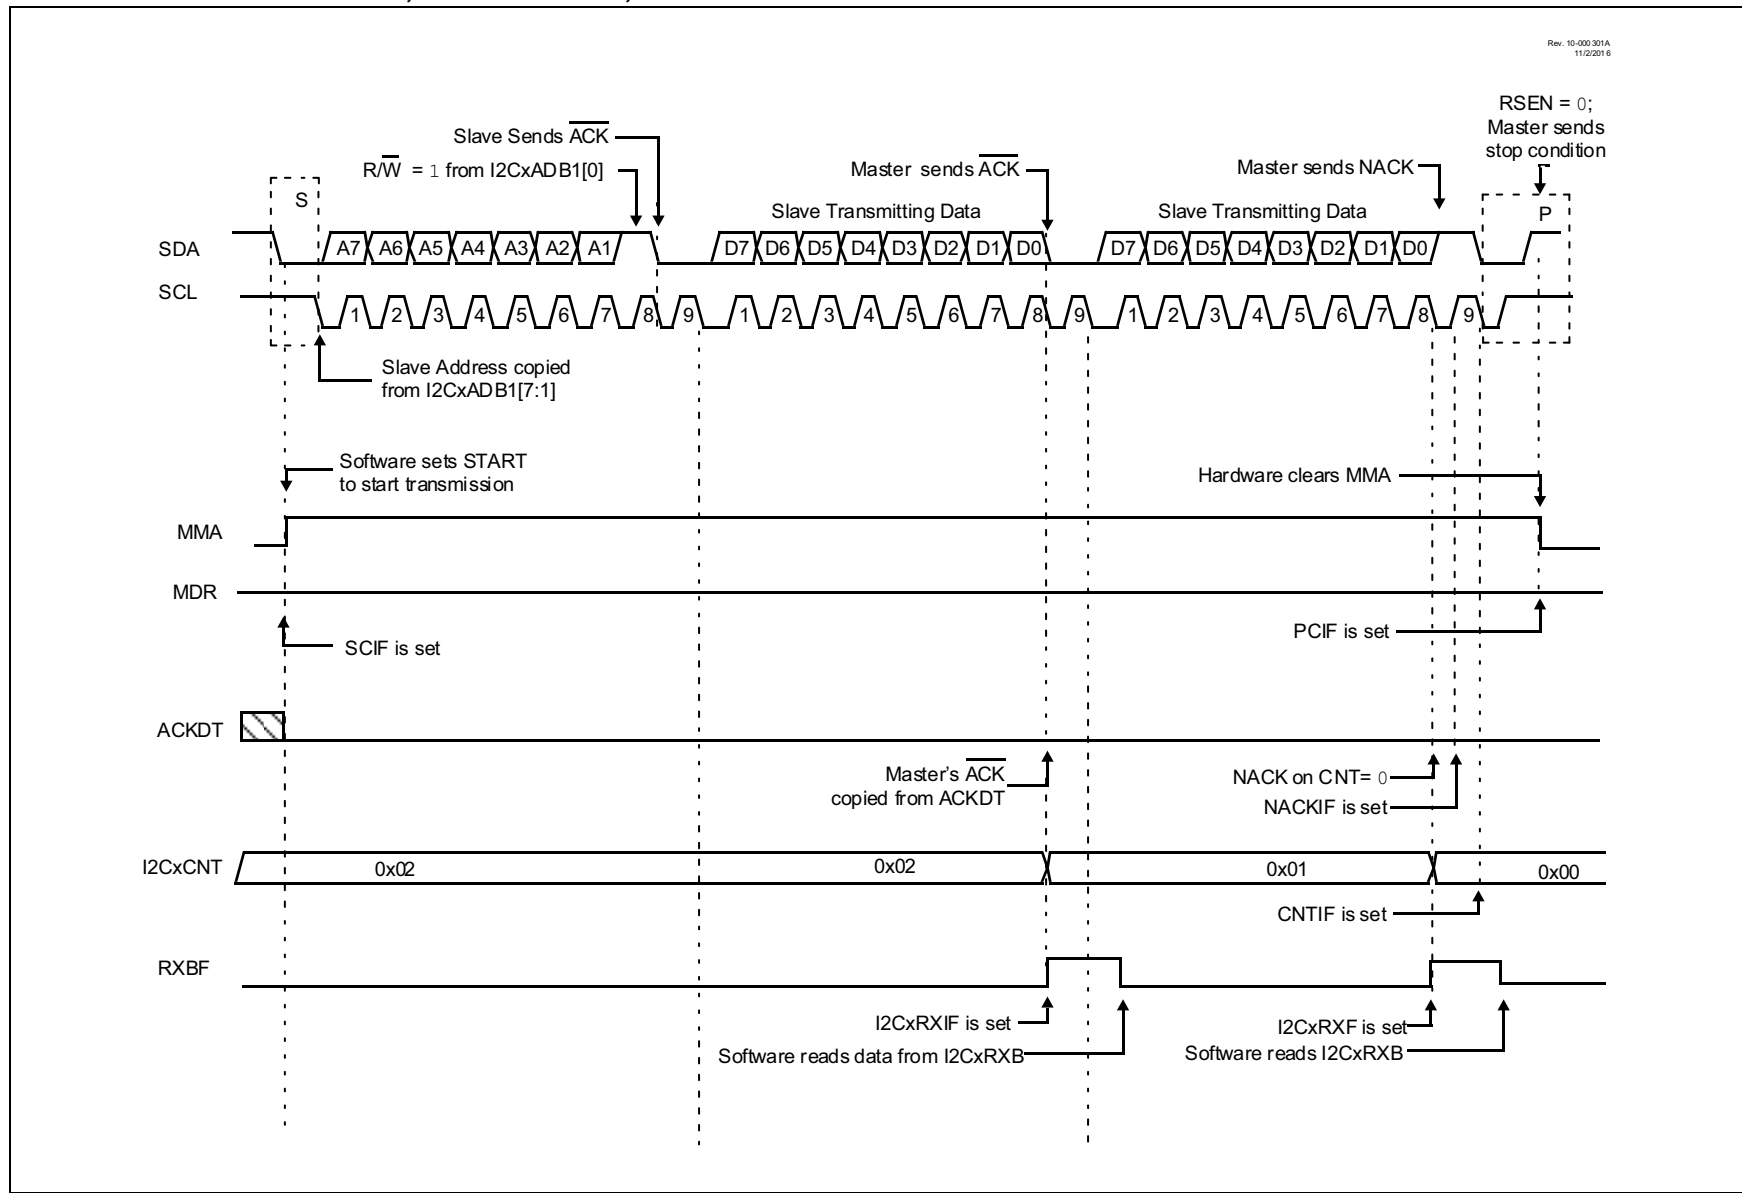 Rev. 10-000 301A
11/2/201 6
RSEN = 0;
Master sends
stop condition
Slave Sends ACK
R/W = 1 from I2CxADB1[0]
Master sends ACK
Master sends NACK
S
Slave Transmitting Data
Slave Transmitting Data
P
SDA
A7 A6 A5 A4 A3 A2 A1
D7 D6 D5 D4 D3 D2 D1 D0
D7 D6 D5 D4 D3 D2 D1 D0
SCL
1 2 3 4 5 6 7 8 9
1 2 3 4 5 6 7 8 9
1 2 3 4 5 6 7 8 9
Slave Address copied
from I2CxADB1[7:1]
Software sets START
to start transmission
Hardware clears MMA
MMA
MDR
SCIF is set
PCIF is set
ACKDT
Master's ACK
copied from ACKDT
NACK on CNT= 0
NACKIF is set
I2CxCNT
0x02
0x02
0x01
0x00
CNTIF is set
RXBF
I2CxRXIF is set
Software reads data from I2CxRXB
I2CxRXF is set
Software reads I2CxRXB